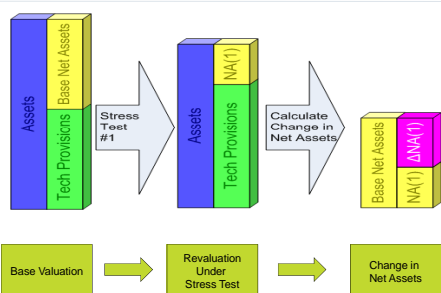 Assets
Base Net Assets
Tech Provisions
Stress
Test
#1
Assets
NA(1)
Tech Provisions
Calculate
Change in
Net Assets
Base Net Assets
ΔNA(1)
NA(1)
Base Valuation
Revaluation
Under
Stress Test
Change in
Net Assets